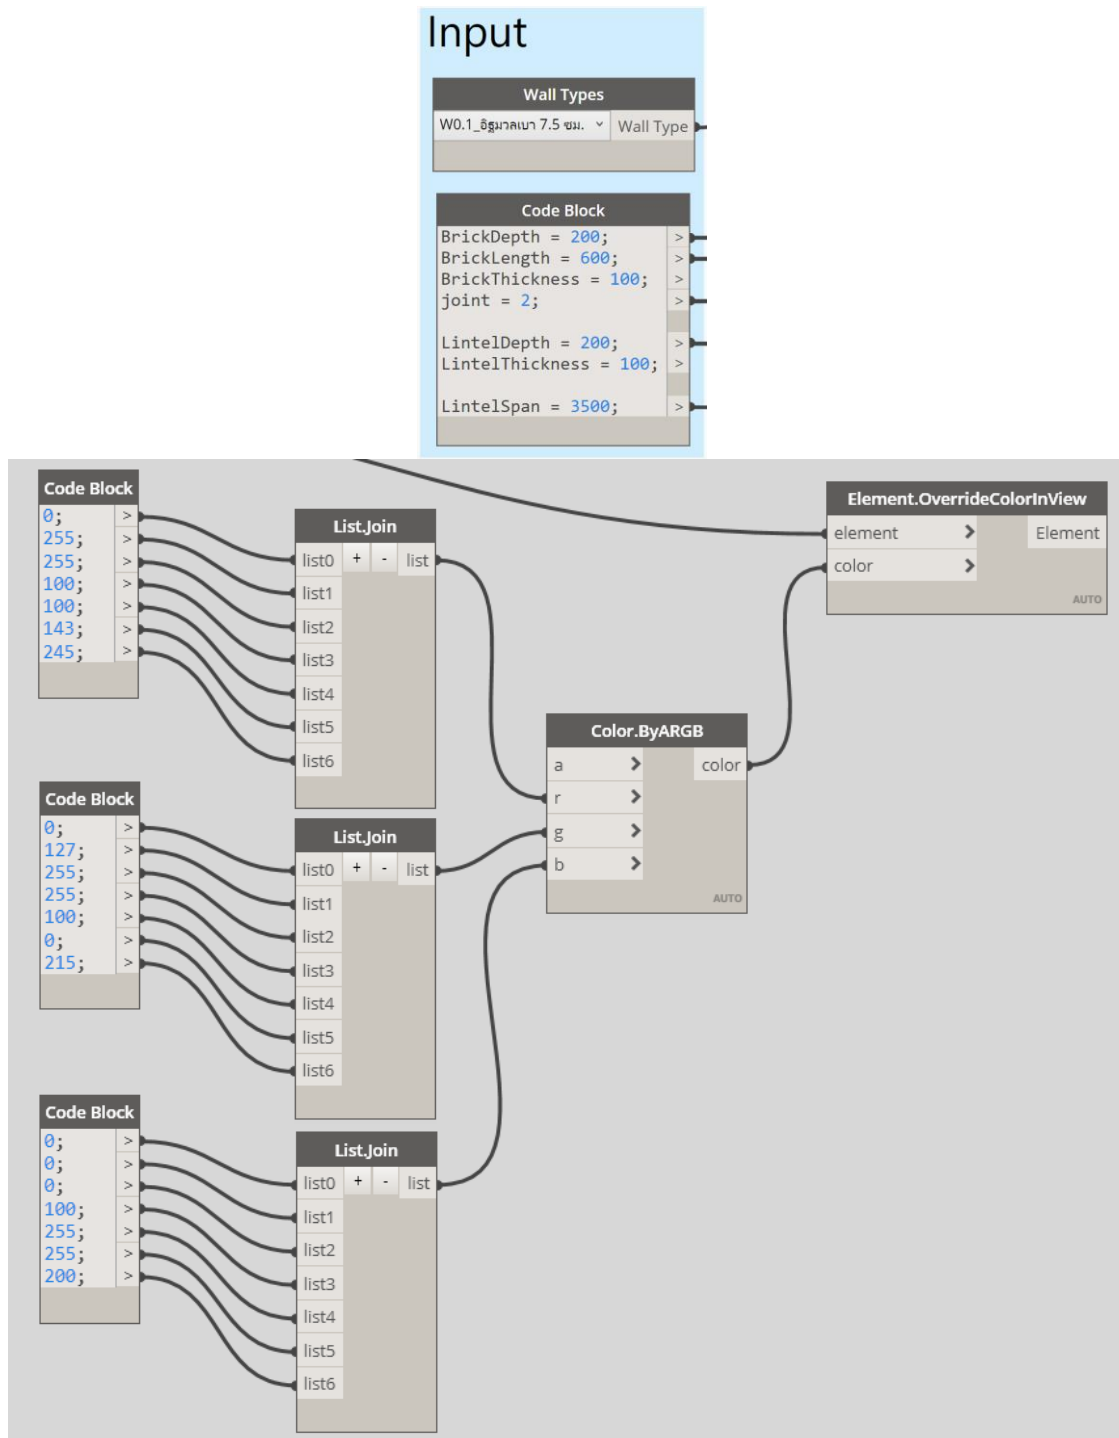 Input
Wall Types
W0.1_อิฐมวลเบา 7.5 ซม. Wall Type
Code Block
BrickDepth = 200; >
BrickLength = 600; >
BrickThickness = 100; >
joint = 2; >
LintelDepth = 200; >
LintelThickness = 100; >
LintelSpan = 3500; >
Code Block
0; >
255; >
255; >
100; >
100; >
143; >
245; >
List.Join
list0 + - list
list1
list2
list3
list4
list5
list6
Element.OverrideColorInView
element > Element
color >
AUTO
Color.ByARGB
a > color
r >
g >
b >
AUTO
Code Block
0; >
127; >
255; >
255; >
100; >
0; >
215; >
List.Join
list0 + - list
list1
list2
list3
list4
list5
list6
Code Block
0; >
0; >
0; >
100; >
255; >
255; >
200; >
List.Join
list0 + - list
list1
list2
list3
list4
list5
list6